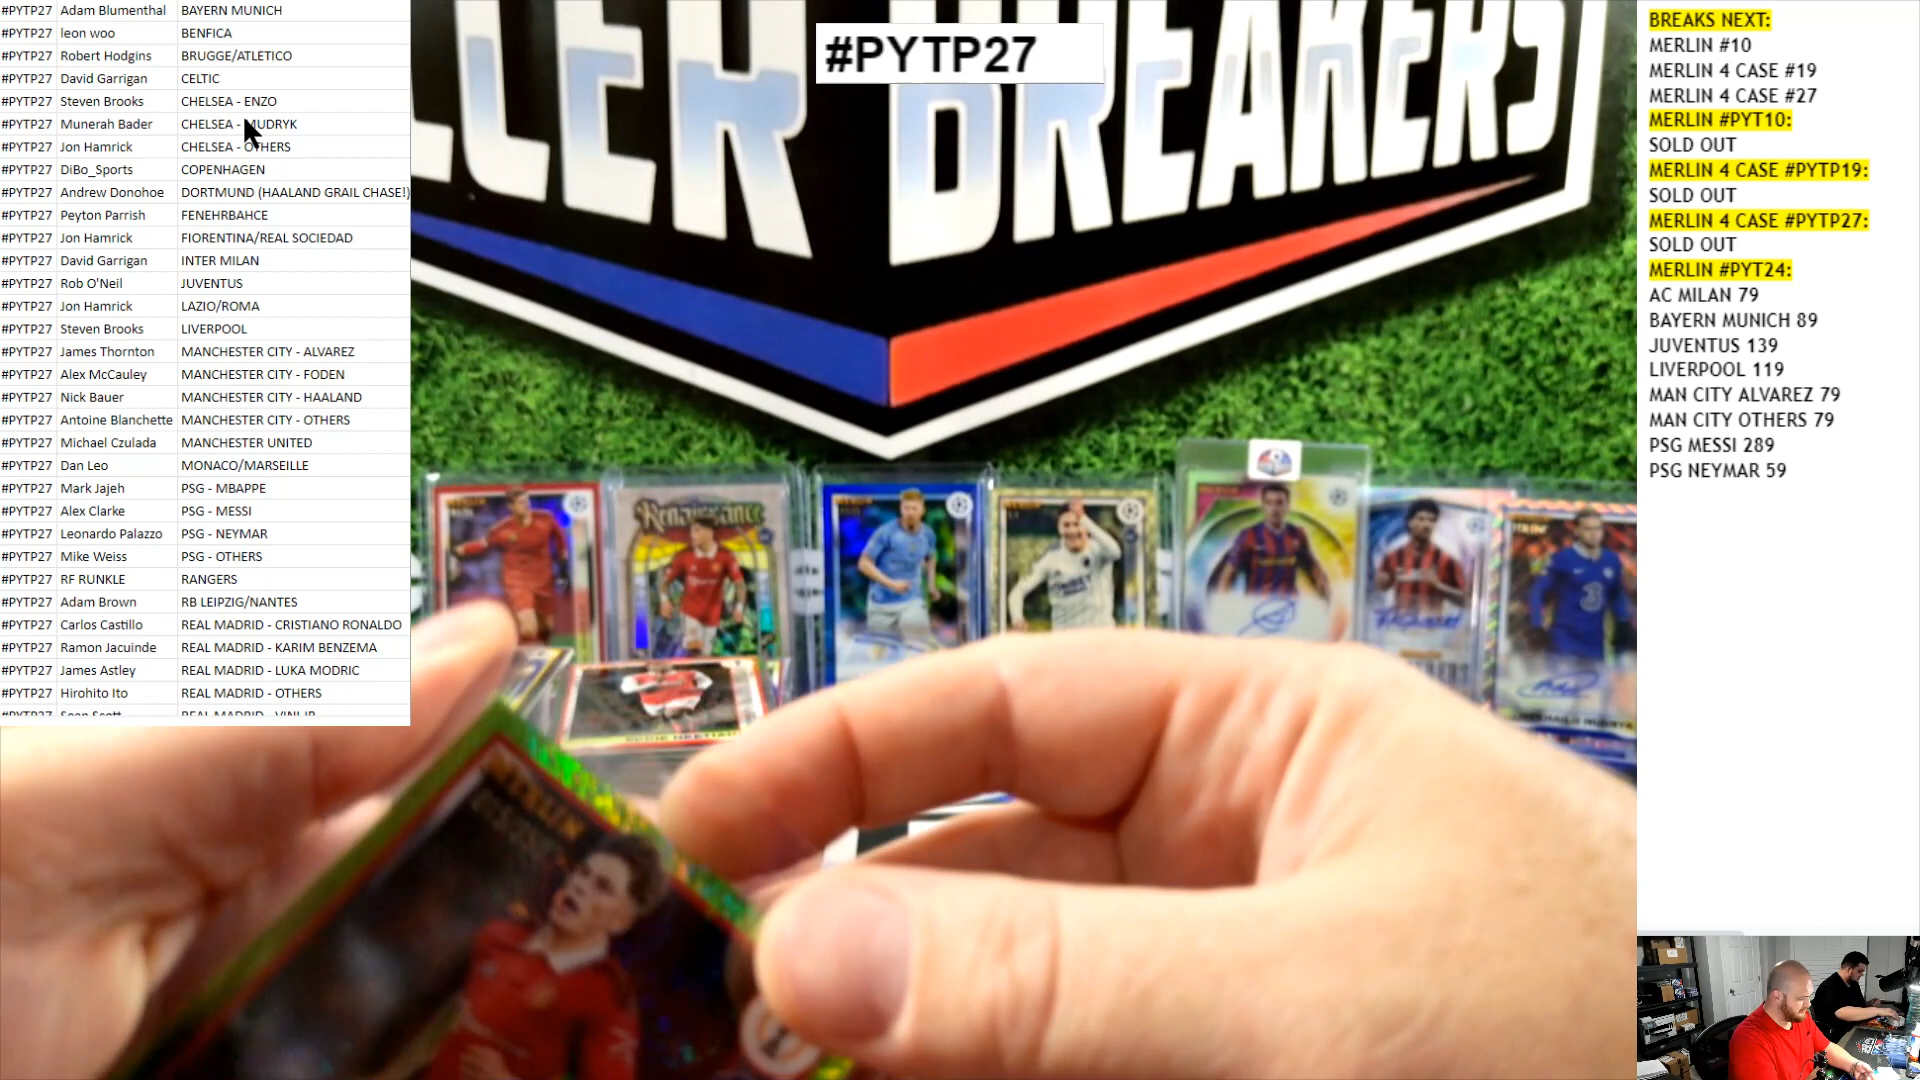 #PYTP27 Adam Blumenthal BAYERN MUNICH
#PYTP27 leon woo BENFICA
#PYTP27 Robert Hodgins BRUGGE/ATLETICO
#PYTP27 David Garrigan CELTIC
#PYTP27 Steven Brooks CHELSEA - ENZO
#PYTP27 Munerah Bader CHELSEA - MUDRYK
#PYTP27 Jon Hamrick CHELSEA - OTHERS
#PYTP27 DiBo_Sports COPENHAGEN
#PYTP27 Andrew Donohoe DORTMUND (HAALAND GRAIL CHASE!)
#PYTP27 Peyton Parrish FENEHRBAHCE
#PYTP27 Jon Hamrick FIORENTINA/REAL SOCIEDAD
#PYTP27 David Garrigan INTER MILAN
#PYTP27 Rob O'Neil JUVENTUS
#PYTP27 Jon Hamrick LAZIO/ROMA
#PYTP27 Steven Brooks LIVERPOOL
#PYTP27 James Thornton MANCHESTER CITY - ALVAREZ
#PYTP27 Alex McCauley MANCHESTER CITY - FODEN
#PYTP27 Nick Bauer MANCHESTER CITY - HAALAND
#PYTP27 Antoine Blanchette MANCHESTER CITY - OTHERS
#PYTP27 Michael Czulada MANCHESTER UNITED
#PYTP27 Dan Leo MONACO/MARSEILLE
#PYTP27 Mark Jajeh PSG - MBAPPE
#PYTP27 Alex Clarke PSG - MESSI
#PYTP27 Leonardo Palazzo PSG - NEYMAR
#PYTP27 Mike Weiss PSG - OTHERS
#PYTP27 RF RUNKLE RANGERS
#PYTP27 Adam Brown RB LEIPZIG/NANTES
#PYTP27 Carlos Castillo REAL MADRID - CRISTIANO RONALDO
#PYTP27 Ramon Jacuinde REAL MADRID - KARIM BENZEMA
#PYTP27 James Astley REAL MADRID - LUKA MODRIC
#PYTP27 Hirohito Ito REAL MADRID - OTHERS
#PYTP27 Sean Scott REAL MADRID - VINI JR
#PYTP27
LLER BREAKERS
Renaissance
MERLIN
BREAKS NEXT:
MERLIN #10
MERLIN 4 CASE #19
MERLIN 4 CASE #27
MERLIN #PYT10:
SOLD OUT
MERLIN 4 CASE #PYTP19:
SOLD OUT
MERLIN 4 CASE #PYTP27:
SOLD OUT
MERLIN #PYT24:
AC MILAN 79
BAYERN MUNICH 89
JUVENTUS 139
LIVERPOOL 119
MAN CITY ALVAREZ 79
MAN CITY OTHERS 79
PSG MESSI 289
PSG NEYMAR 59